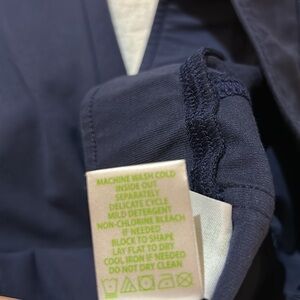 MACHINE WASH COLD
INSIDE OUT
SEPARATELY
DELICATE CYCLE
MILD DETERGENT
NON-CHLORINE BLEACH
IF NEEDED
BLOCK TO SHAPE
LAY FLAT TO DRY
COOL IRON IF NEEDED
DO NOT DRY CLEAN